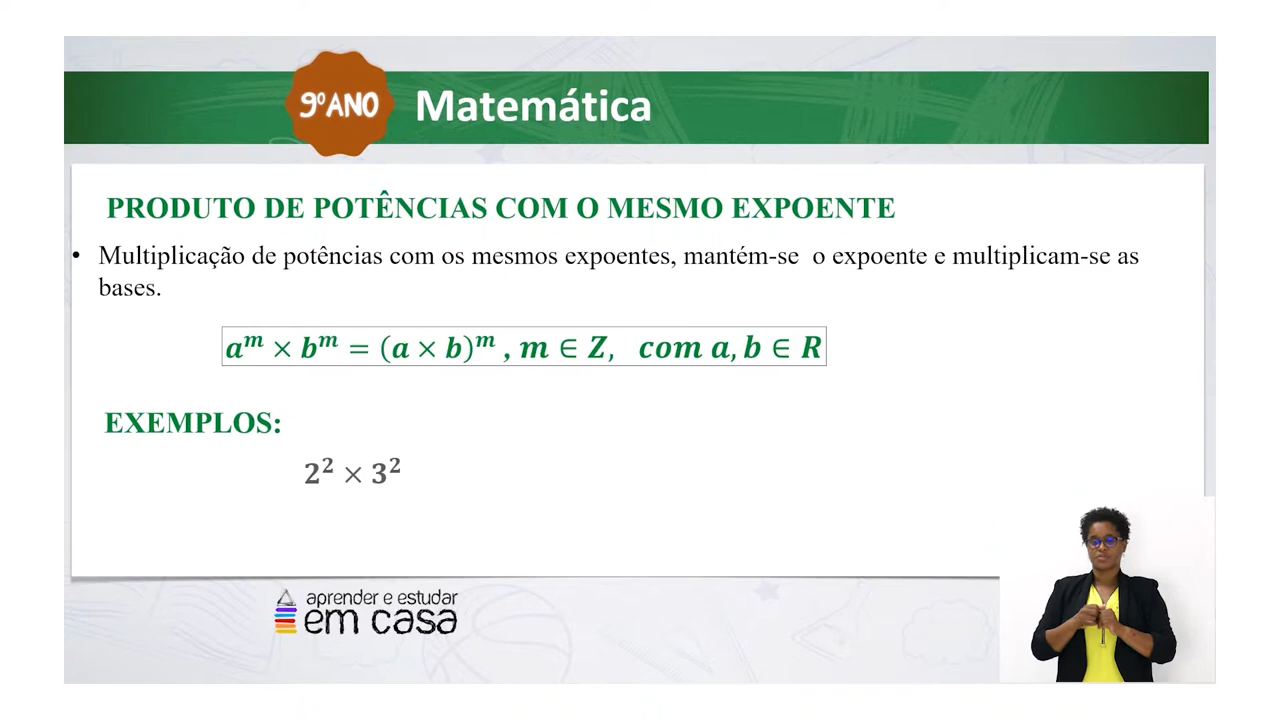 9º ANO Matemática
PRODUTO DE POTÊNCIAS COM O MESMO EXPOENTE
• Multiplicação de potências com os mesmos expoentes, mantém-se o expoente e multiplicam-se as
bases.
aᵐ × bᵐ = (a × b)ᵐ , m ∈ Z, com a, b ∈ R
EXEMPLOS:
2² × 3²
aprender e estudar
em casa